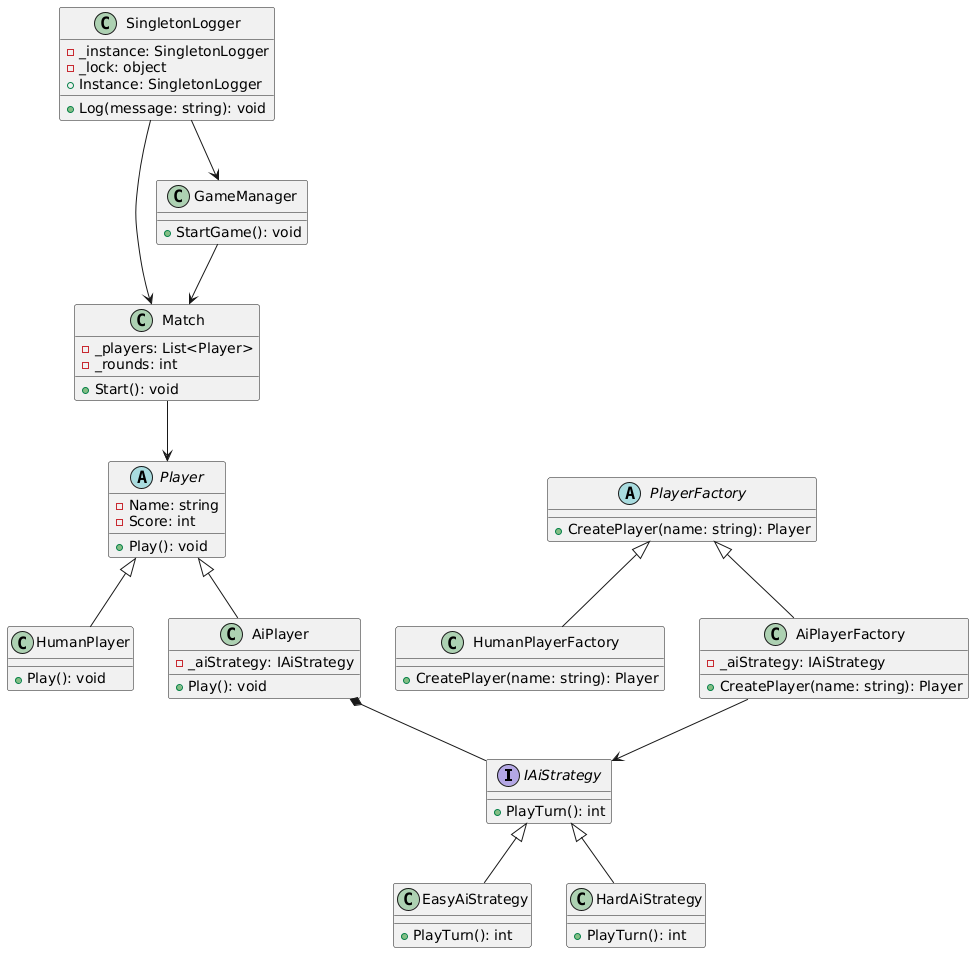 C SingletonLogger
_instance: SingletonLogger
_lock: object
Instance: SingletonLogger
Log(message: string): void
C GameManager
StartGame(): void
C Match
_players: List<Player>
_rounds: int
Start(): void
A Player
Name: string
Score: int
Play(): void
A PlayerFactory
CreatePlayer(name: string): Player
C HumanPlayer
Play(): void
C AiPlayer
_aiStrategy: IAiStrategy
Play(): void
C HumanPlayerFactory
CreatePlayer(name: string): Player
C AiPlayerFactory
_aiStrategy: IAiStrategy
CreatePlayer(name: string): Player
I IAiStrategy
PlayTurn(): int
C EasyAiStrategy
PlayTurn(): int
C HardAiStrategy
PlayTurn(): int